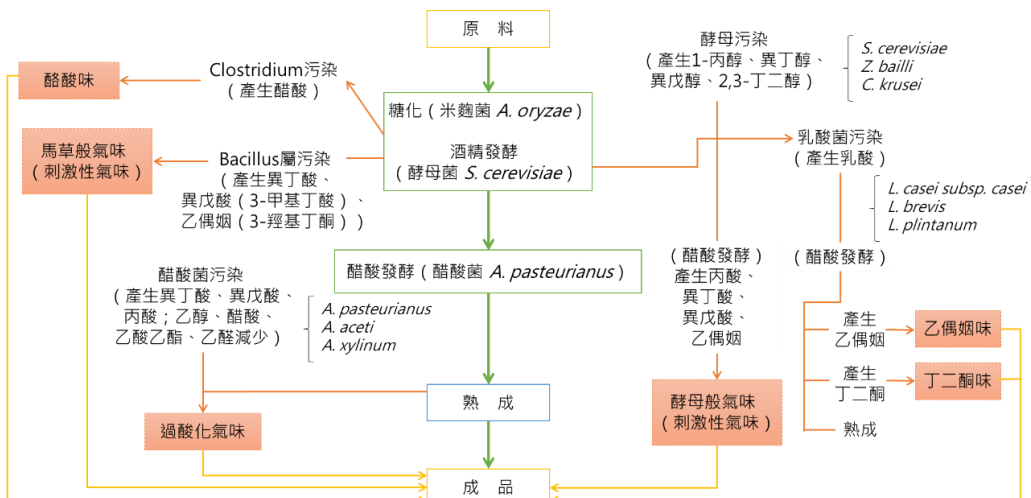 原　料
糖化（米麴菌 A. oryzae）
酒精發酵
（酵母菌 S. cerevisiae）
醋酸發酵（醋酸菌 A. pasteurianus）
熟　成
成　品
Clostridium污染
（產生醋酸）
酪酸味
Bacillus屬污染
（產生異丁酸、
異戊酸（3-甲基丁酸）、
乙偶姻（3-羥基丁酮））
馬草般氣味
（刺激性氣味）
醋酸菌污染
（產生異丁酸、異戊酸、
丙酸；乙醇、醋酸、
乙酸乙酯、乙醛減少）
A. pasteurianus
A. aceti
A. xylinum
過酸化氣味
酵母污染
（產生1-丙醇、異丁醇、
異戊醇、2,3-丁二醇）
S. cerevisiae
Z. bailli
C. krusei
（醋酸發酵）
產生丙酸、
異丁酸、
異戊酸、
乙偶姻
酵母般氣味
（刺激性氣味）
乳酸菌污染
（產生乳酸）
L. casei subsp. casei
L. brevis
L. plintanum
（醋酸發酵）
產生
乙偶姻
乙偶姻味
產生
丁二酮
丁二酮味
熟成